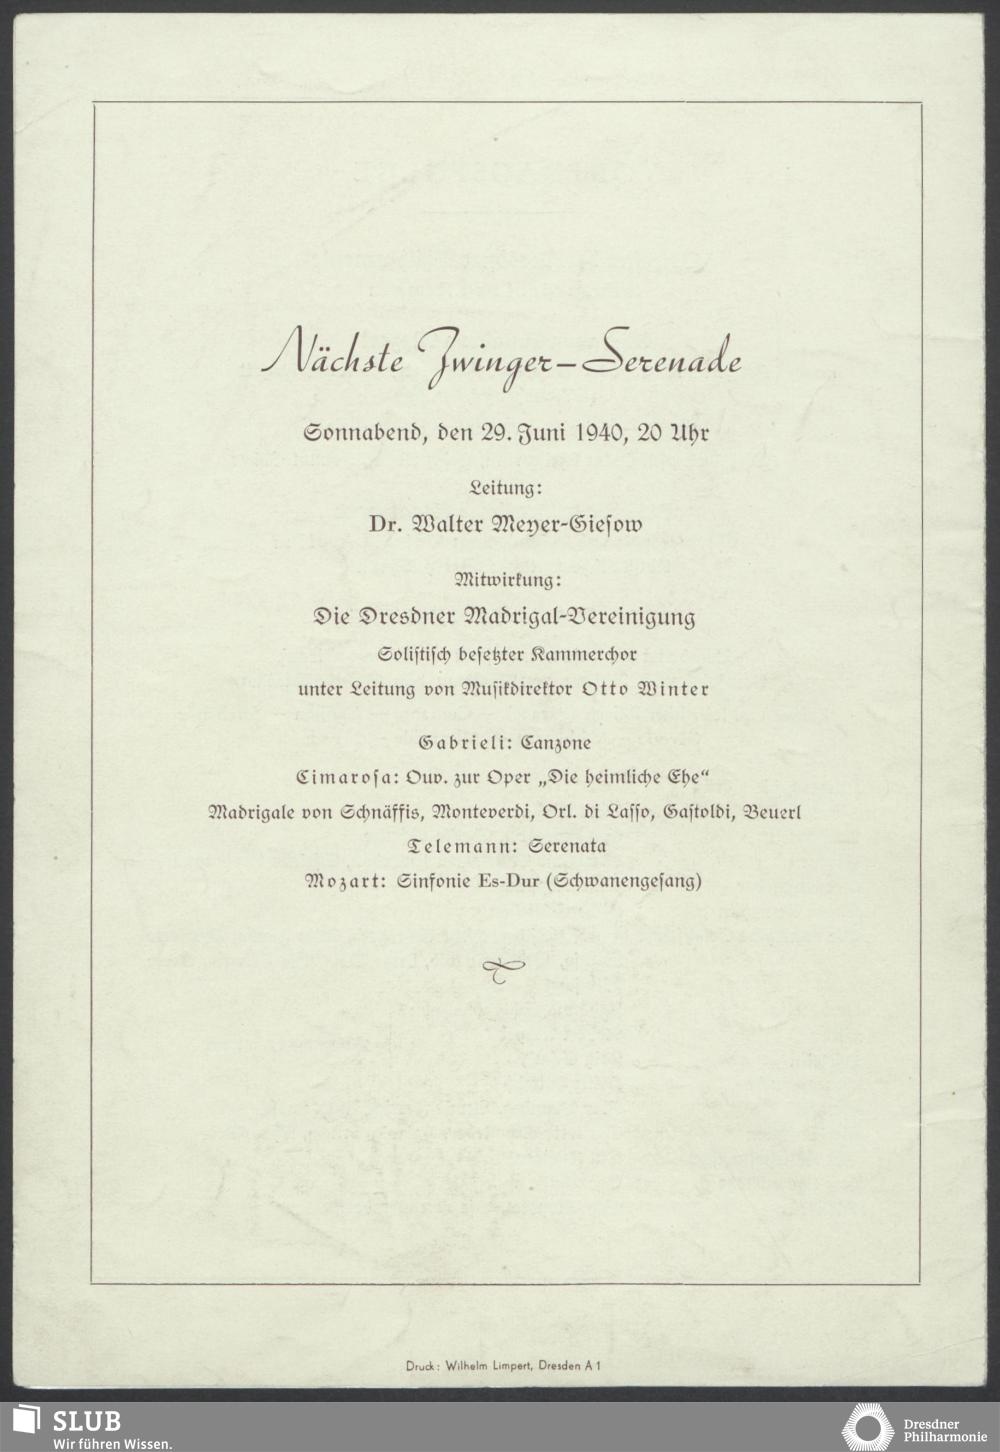 Nächste Zwinger-Serenade
Sonnabend, den 29. Juni 1940, 20 Uhr
Leitung:
Dr. Walter Meyer-Giesow
Mitwirkung:
Die Dresdner Madrigal-Vereinigung
Solistisch besetzter Kammerchor
unter Leitung von Musikdirektor Otto Winter
Gabrieli: Canzone
Cimarosa: Ouv. zur Oper „Die heimliche Ehe“
Madrigale von Schnäffis, Monteverdi, Orl. di Lasso, Gastoldi, Beuerl
Telemann: Serenata
Mozart: Sinfonie Es-Dur (Schwanengesang)
Druck: Wilhelm Limpert, Dresden A 1
SLUB
Wir führen Wissen.
Dresdner
Philharmonie